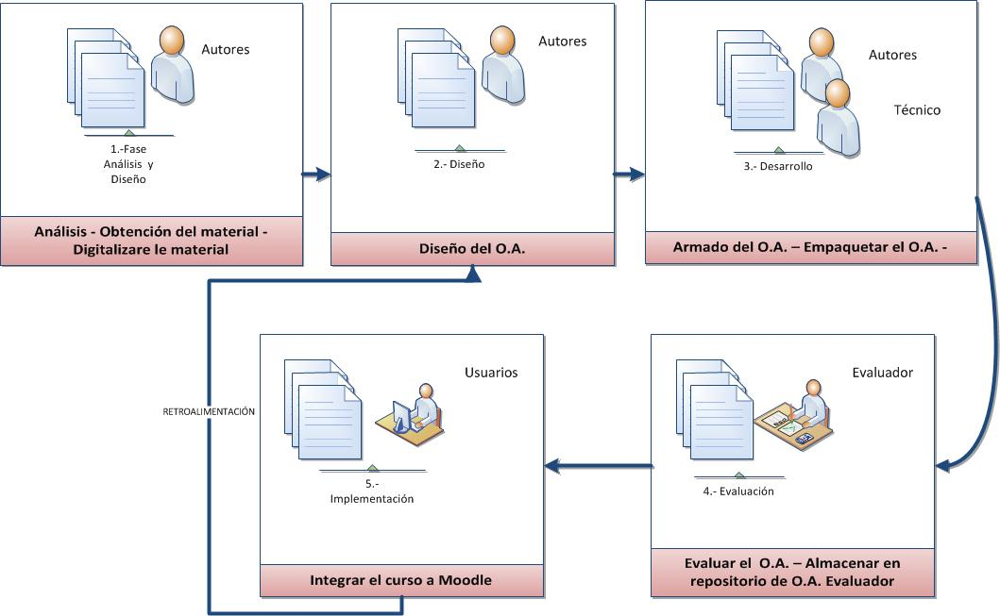 Autores
1.-Fase
Análisis y
Diseño
Análisis - Obtención del material -
Digitalizare le material
Autores
2.- Diseño
Diseño del O.A.
Autores
Técnico
3.- Desarrollo
Armado del O.A. – Empaquetar el O.A. -
Evaluador
4.- Evaluación
Evaluar el O.A. – Almacenar en
repositorio de O.A. Evaluador
Usuarios
5.-
Implementación
Integrar el curso a Moodle
RETROALIMENTACIÓN